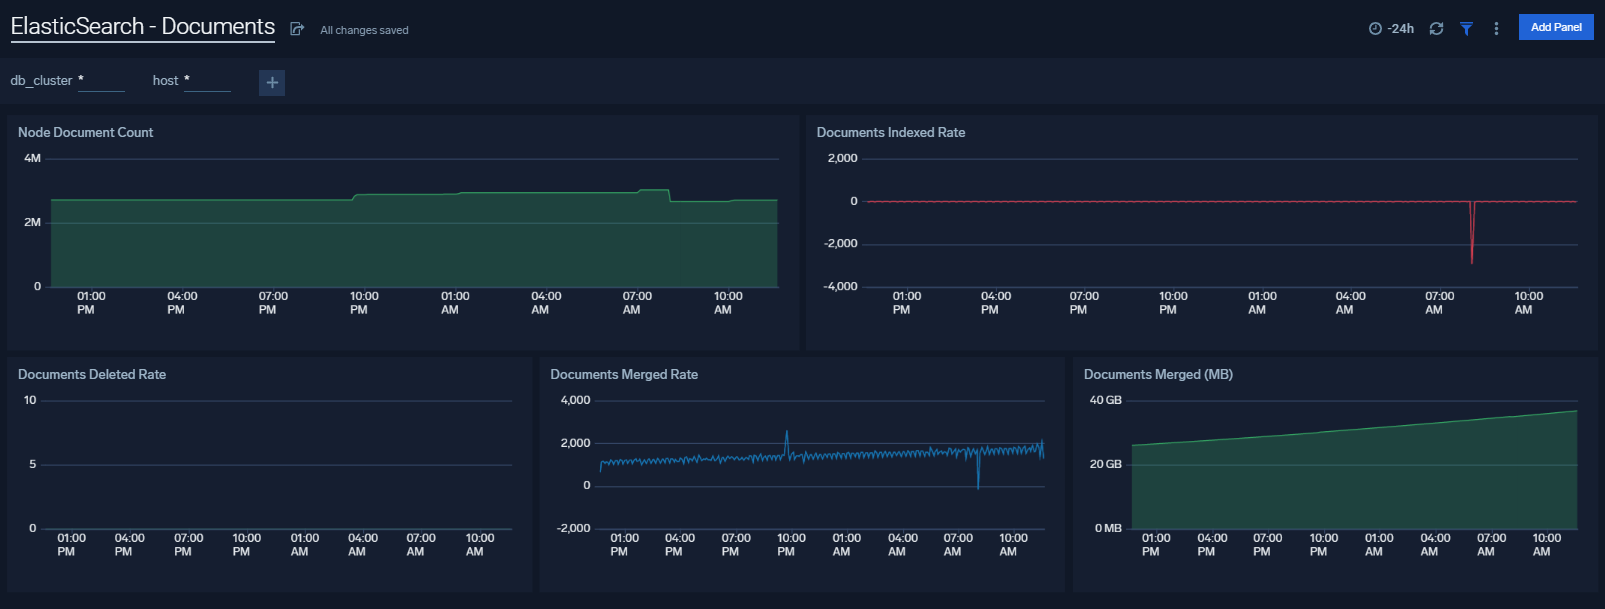 ElasticSearch - Documents
All changes saved
-24h
Add Panel
db_cluster *
host *
+
Node Document Count
4M
2M
0
01:00 PM 04:00 PM 07:00 PM 10:00 PM 01:00 AM 04:00 AM 07:00 AM 10:00 AM
Documents Indexed Rate
2,000
0
-2,000
-4,000
01:00 PM 04:00 PM 07:00 PM 10:00 PM 01:00 AM 04:00 AM 07:00 AM 10:00 AM
Documents Deleted Rate
10
5
0
01:00 PM 04:00 PM 07:00 PM 10:00 PM 01:00 AM 04:00 AM 07:00 AM 10:00 AM
Documents Merged Rate
4,000
2,000
0
-2,000
01:00 PM 04:00 PM 07:00 PM 10:00 PM 01:00 AM 04:00 AM 07:00 AM 10:00 AM
Documents Merged (MB)
40 GB
20 GB
0 MB
01:00 PM 04:00 PM 07:00 PM 10:00 PM 01:00 AM 04:00 AM 07:00 AM 10:00 AM